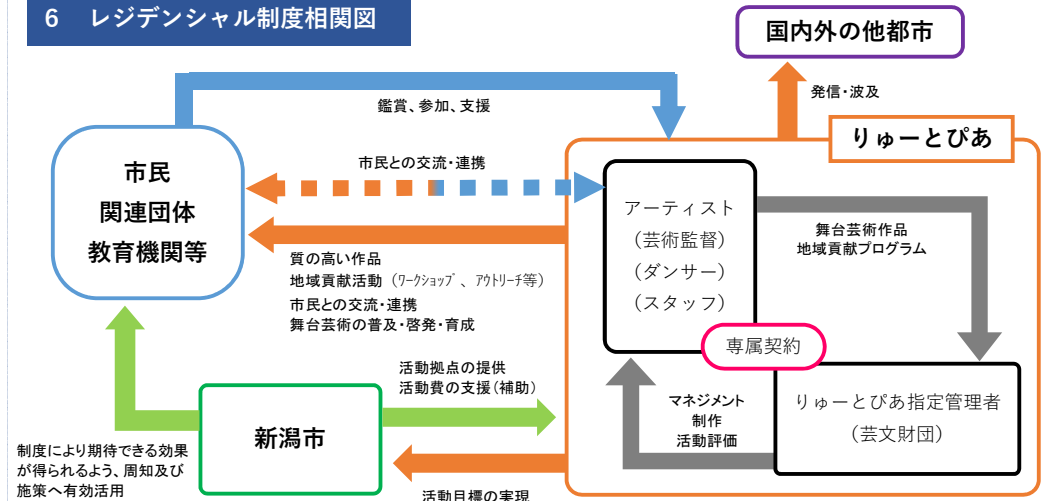 6 レジデンシャル制度相関図
国内外の他都市
発信・波及
鑑賞、参加、支援
りゅーとぴあ
市民
関連団体
教育機関等
市民との交流・連携
アーティスト
(芸術監督)
(ダンサー)
(スタッフ)
舞台芸術作品
地域貢献プログラム
質の高い作品
地域貢献活動（ﾜｰｸｼｮｯﾌﾟ、ｱｳﾄﾘｰﾁ等）
市民との交流・連携
舞台芸術の普及・啓発・育成
専属契約
活動拠点の提供
活動費の支援(補助)
マネジメント
制作
活動評価
りゅーとぴあ指定管理者
(芸文財団)
新潟市
制度により期待できる効果
が得られるよう、周知及び
施策へ有効活用
活動目標の実現